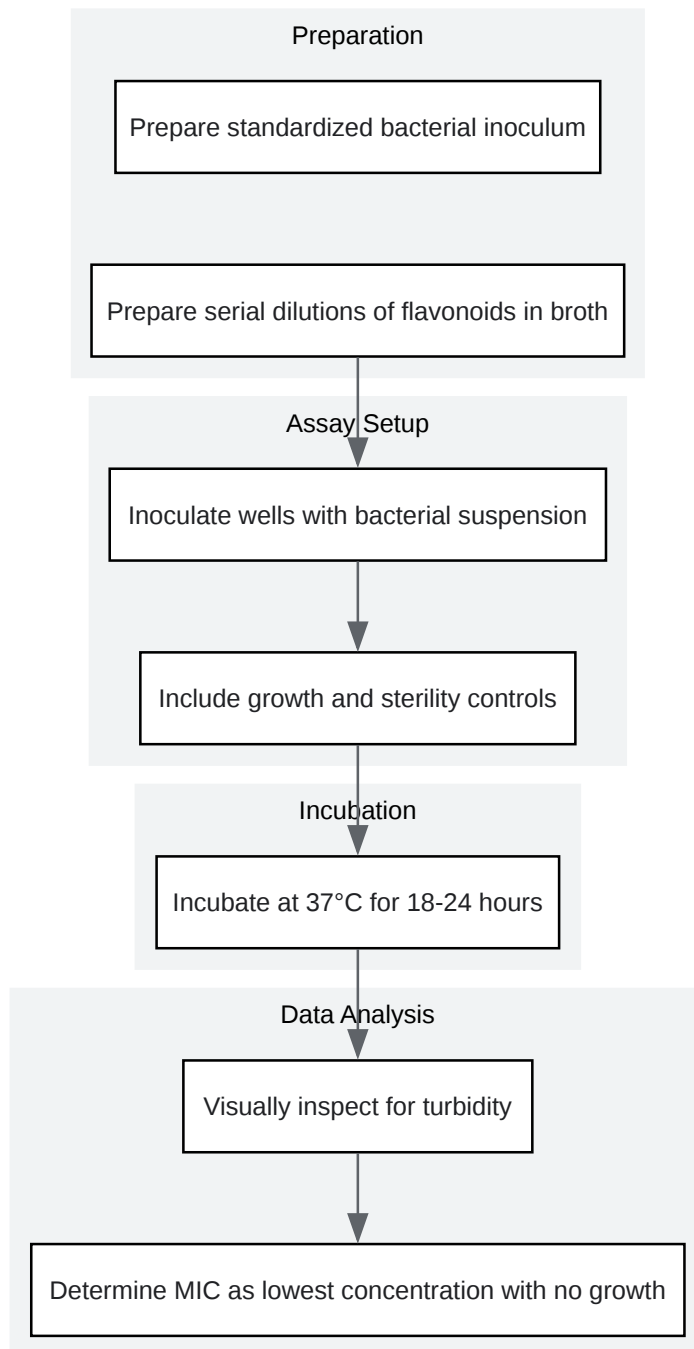 Preparation
Prepare standardized bacterial inoculum
Prepare serial dilutions of flavonoids in broth
Assay Setup
Inoculate wells with bacterial suspension
Include growth and sterility controls
Incubation
Incubate at 37°C for 18-24 hours
Data Analysis
Visually inspect for turbidity
Determine MIC as lowest concentration with no growth